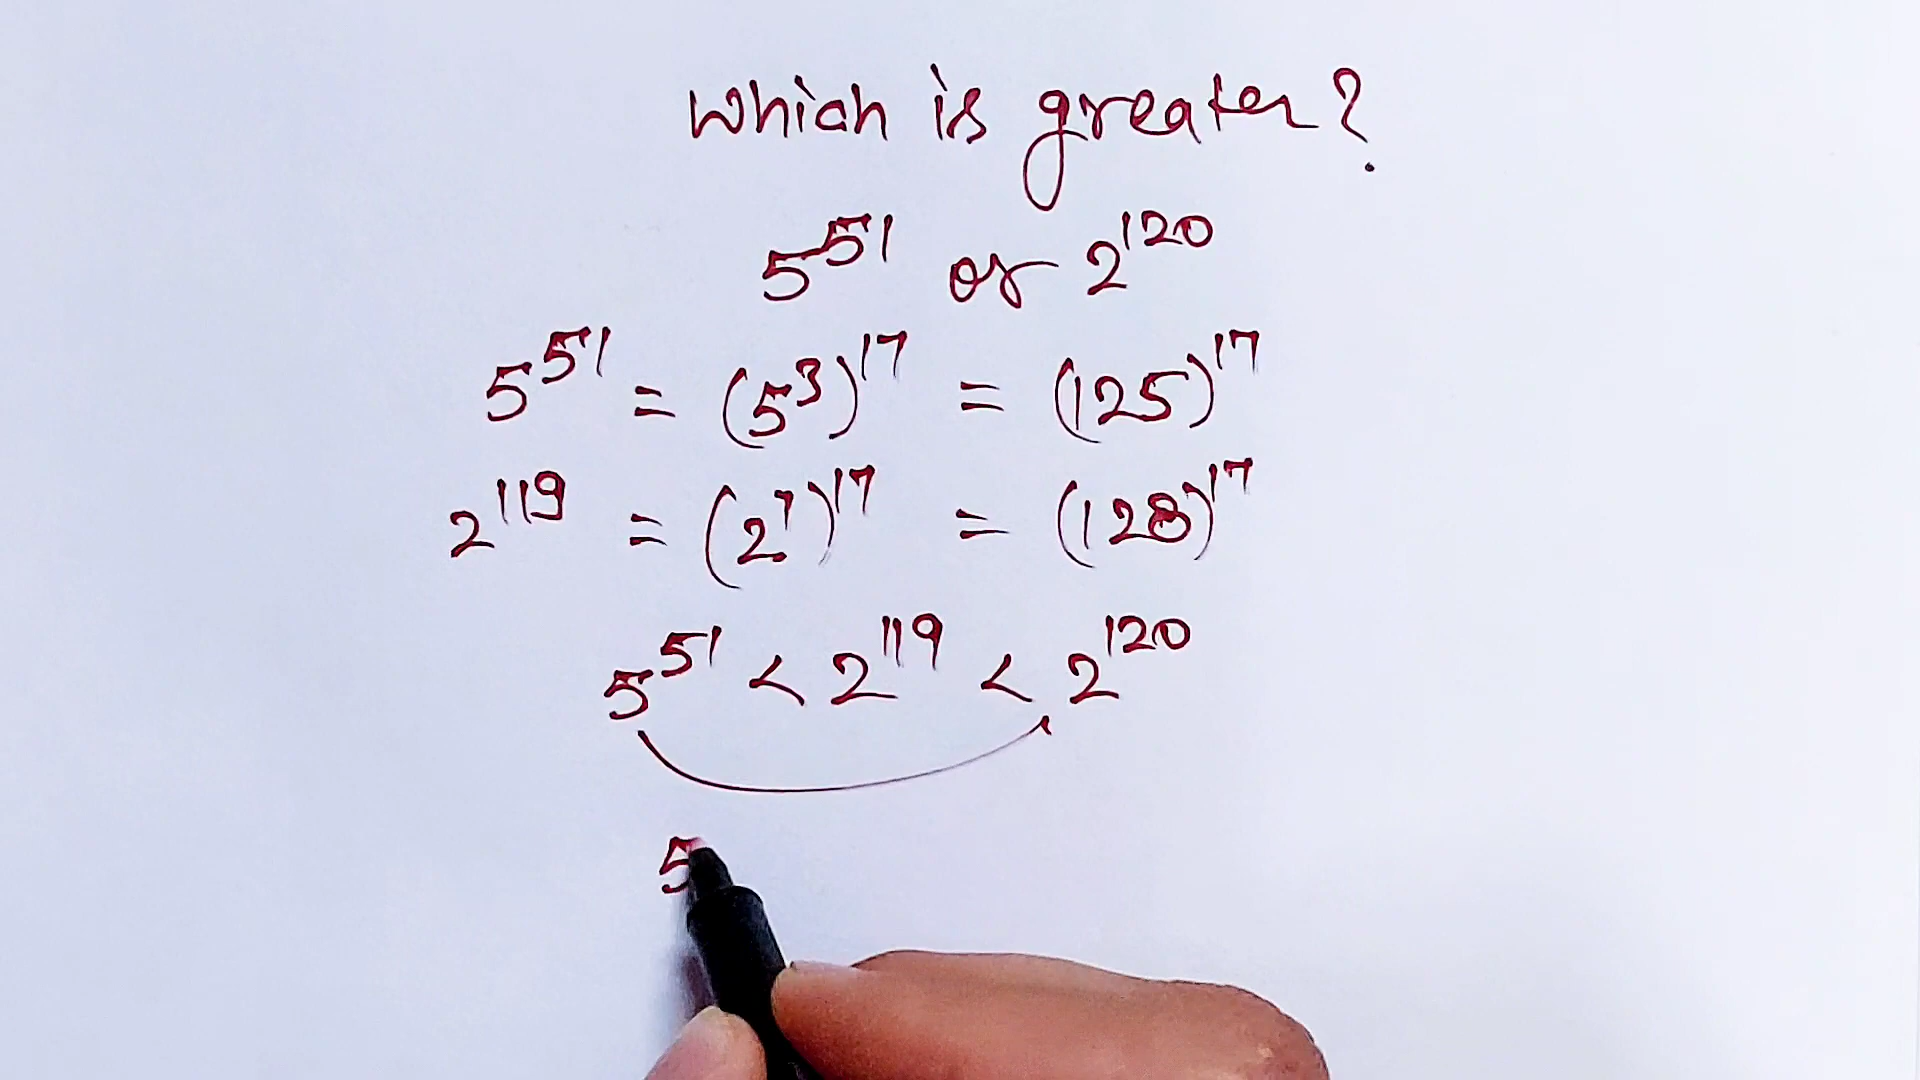 Which is greater?
5^51 or 2^120
5^51 = (5^3)^17 = (125)^17
2^119 = (2^7)^17 = (128)^17
5^51 < 2^119 < 2^120
5